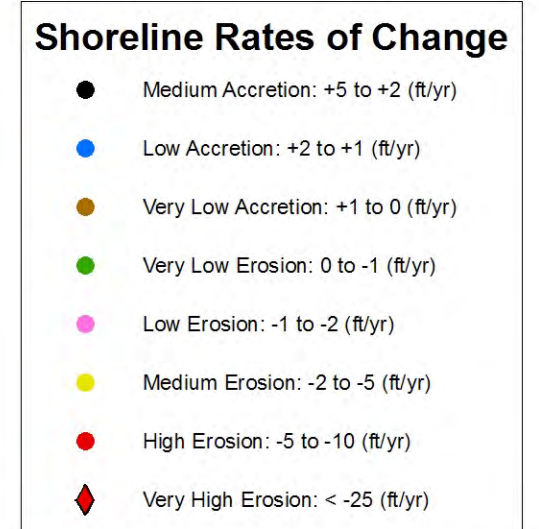 Shoreline Rates of Change
Medium Accretion: +5 to +2 (ft/yr)
Low Accretion: +2 to +1 (ft/yr)
Very Low Accretion: +1 to 0 (ft/yr)
Very Low Erosion: 0 to -1 (ft/yr)
Low Erosion: -1 to -2 (ft/yr)
Medium Erosion: -2 to -5 (ft/yr)
High Erosion: -5 to -10 (ft/yr)
Very High Erosion: < -25 (ft/yr)